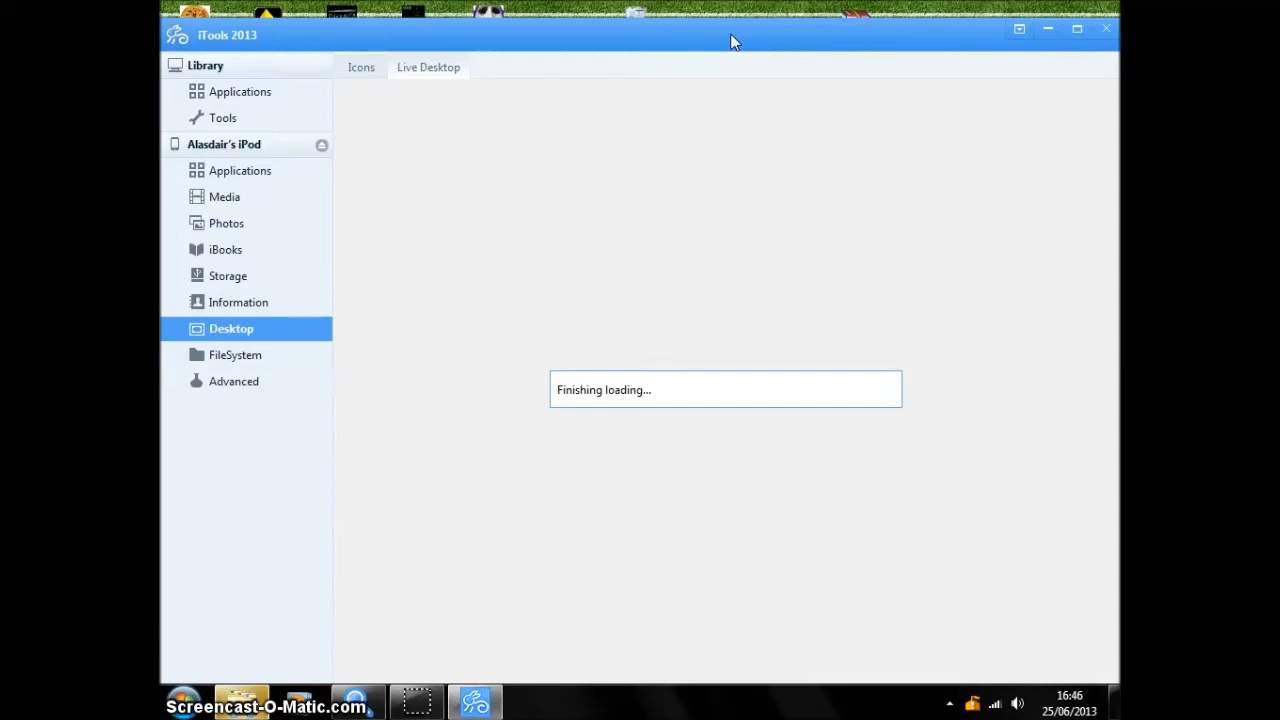 iTools 2013
Library
Icons
Live Desktop
Applications
Tools
Alasdair's iPod
Applications
Media
Photos
iBooks
Storage
Information
Desktop
FileSystem
Advanced
Finishing loading...
Screencast-O-Matic.com
16:46
25/06/2013